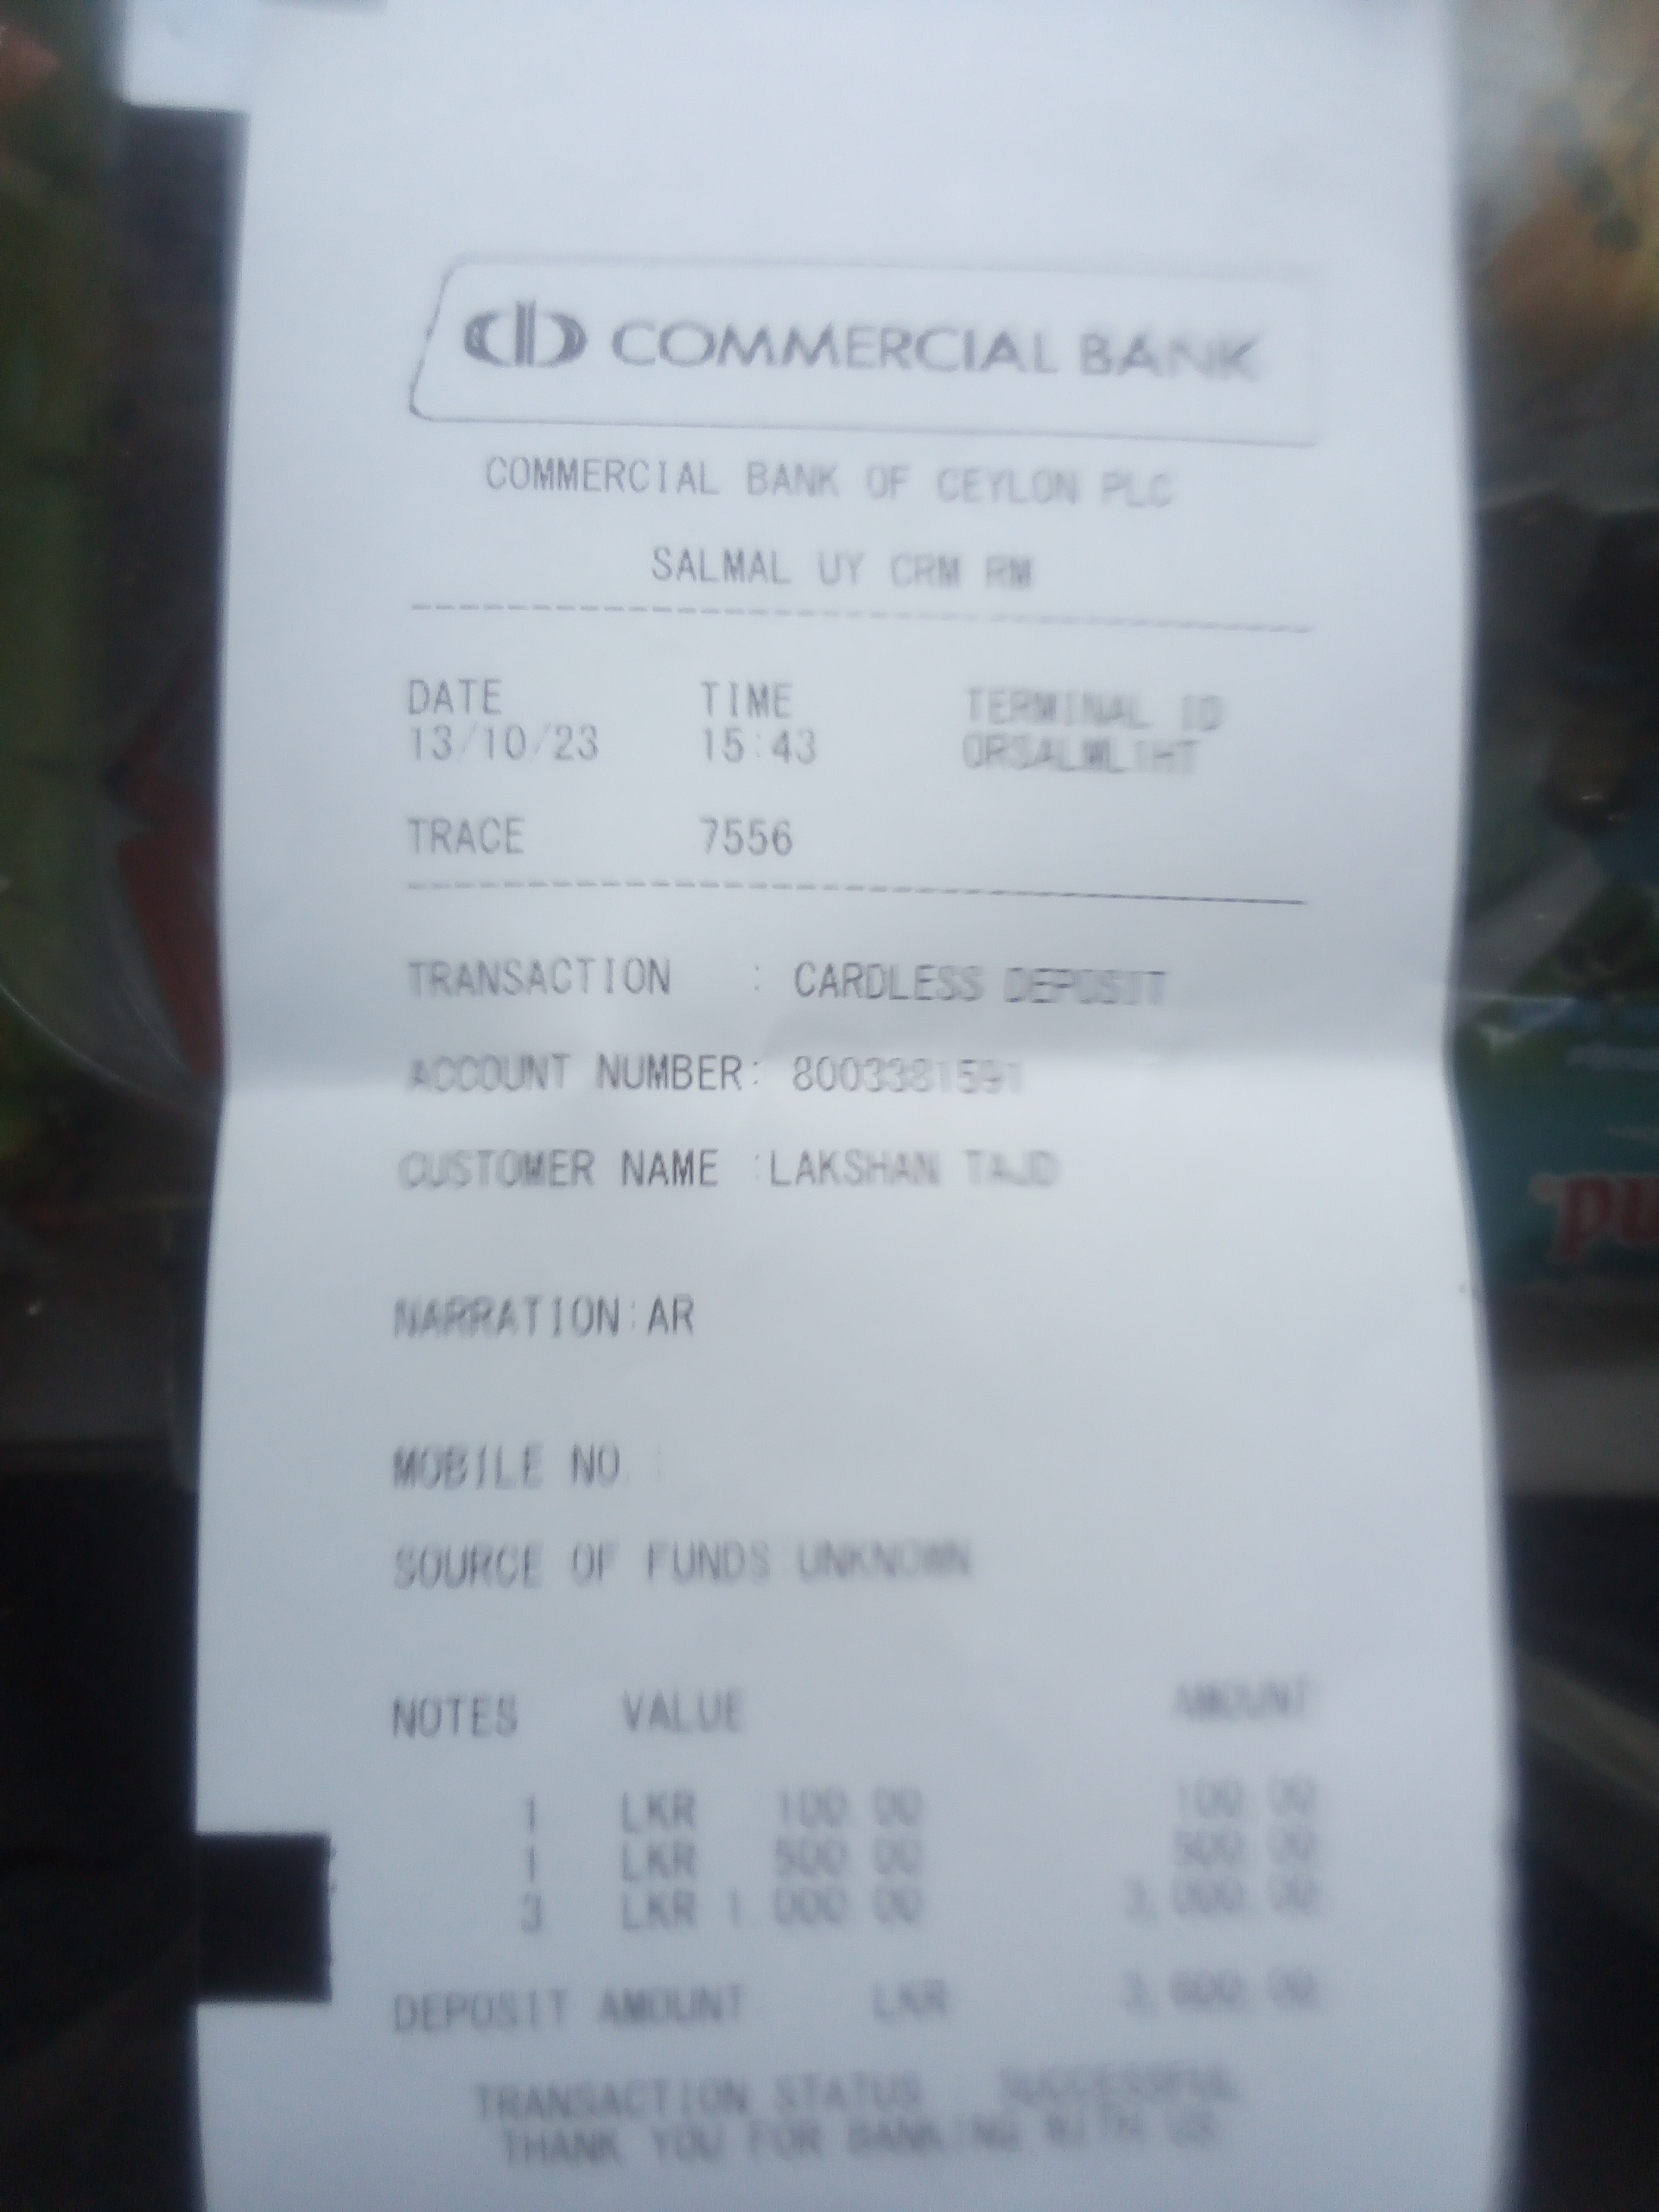 COMMERCIAL BANK
COMMERCIAL BANK OF CEYLON PLC
SALMAL UY CRM RM
DATE TIME TERMINAL ID
13/10/23 15:43
TRACE 7556
TRANSACTION : CARDLESS DEPOSIT
ACCOUNT NUMBER: 8003381591
CUSTOMER NAME :LAKSHAN TAJD
NARRATION:AR
MOBILE NO :
SOURCE OF FUNDS UNKNOWN
NOTES VALUE AMOUNT
1 LKR 100.00 100.00
1 LKR 500.00 500.00
3 LKR 1,000.00 3,000.00
DEPOSIT AMOUNT LKR 3,600.00
TRANSACTION STATUS SUCCESSFUL
THANK YOU FOR BANKING WITH US
pu